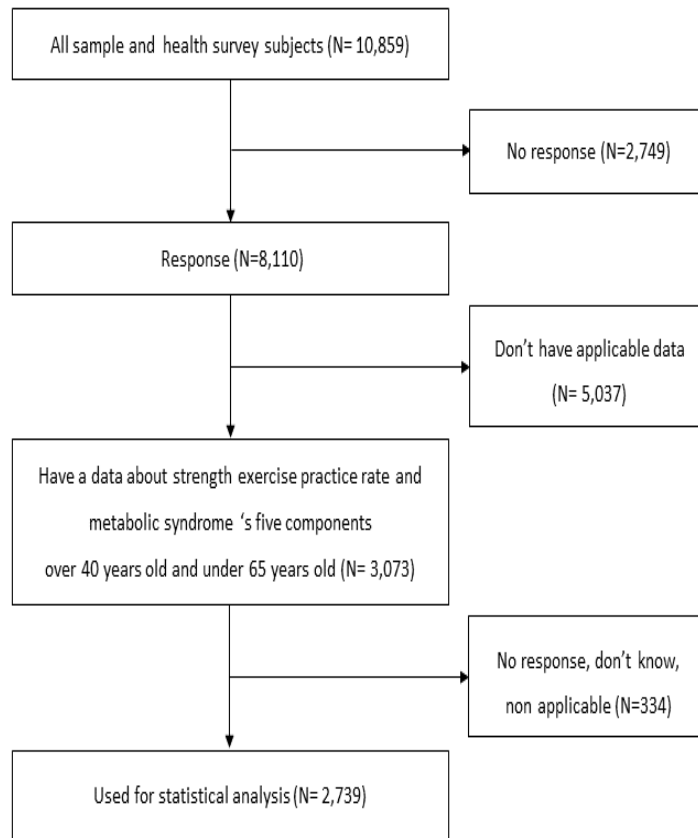 All sample and health survey subjects (N= 10,859)
No response (N=2,749)
Response (N=8,110)
Don’t have applicable data
(N= 5,037)
Have a data about strength exercise practice rate and
metabolic syndrome ‘s five components
over 40 years old and under 65 years old (N= 3,073)
No response, don’t know,
non applicable (N=334)
Used for statistical analysis (N= 2,739)